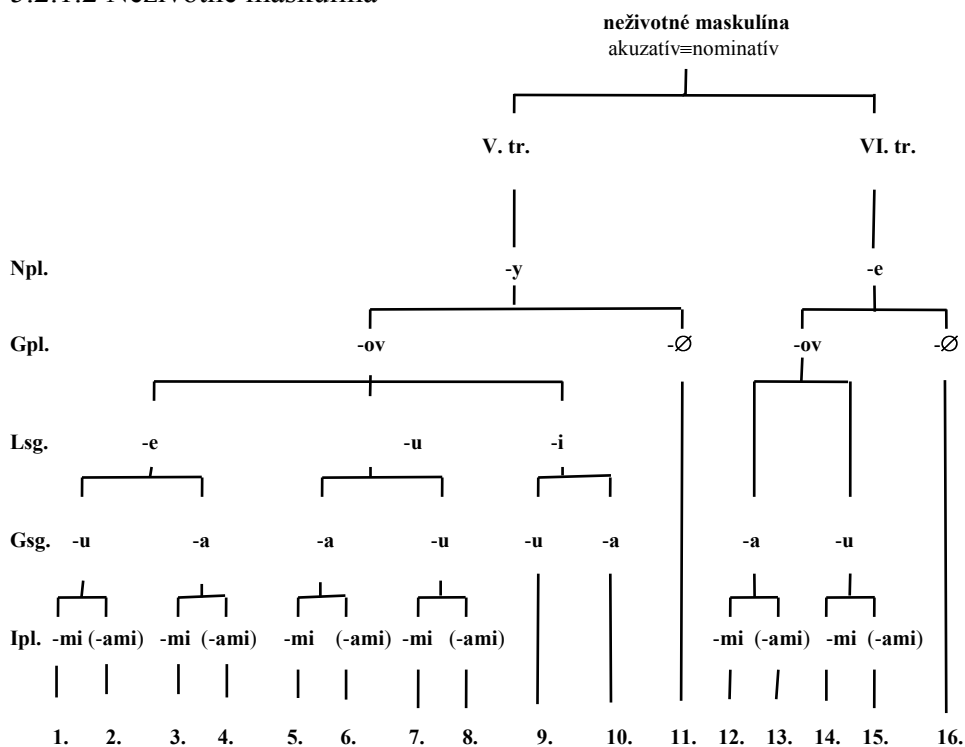 5.2.1.2 Neživotné maskulína
neživotné maskulína
akuzatív≡nominatív
V. tr. VI. tr.
Npl. -y -e
Gpl. -ov -∅ -ov -∅
Lsg. -e -u -i
Gsg. -u -a -a -u -u -a -a -u
Ipl. -mi (-ami) -mi (-ami) -mi (-ami) -mi (-ami) -mi (-ami) -mi (-ami)
1. 2. 3. 4. 5. 6. 7. 8. 9. 10. 11. 12. 13. 14. 15. 16.